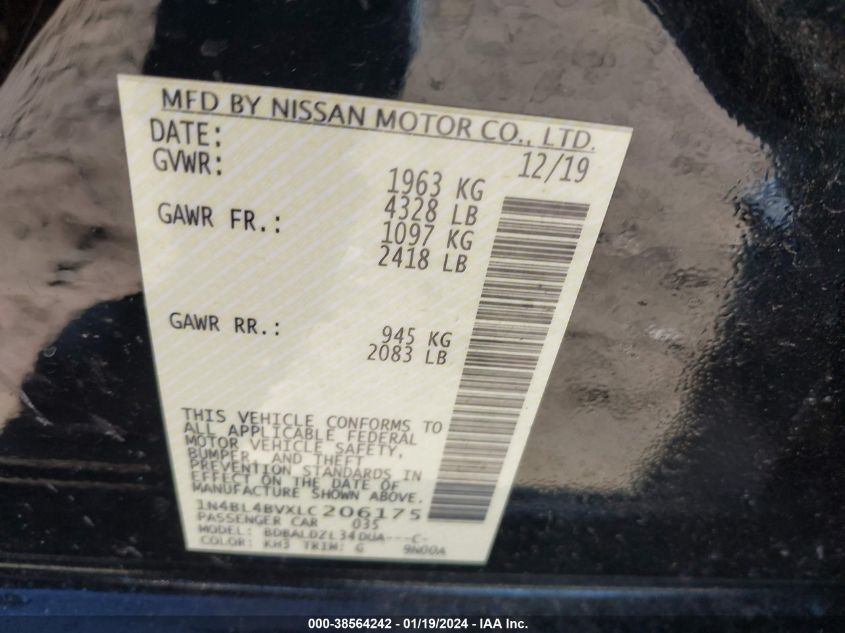 MFD BY NISSAN MOTOR CO., LTD.
DATE: 12/19
GVWR: 1963 KG
4328 LB
GAWR FR.: 1097 KG
2418 LB
GAWR RR.: 945 KG
2083 LB
THIS VEHICLE CONFORMS TO
ALL APPLICABLE FEDERAL
MOTOR VEHICLE SAFETY,
BUMPER, AND THEFT
PREVENTION STANDARDS IN
EFFECT ON THE DATE OF
MANUFACTURE SHOWN ABOVE.
1N4BL4BVXLC206175
PASSENGER CAR 035
MODEL: BDBALDZL34DUA---C-
COLOR: KH3 TRIM: G 9N00A
000-38564242 - 01/19/2024 - IAA Inc.